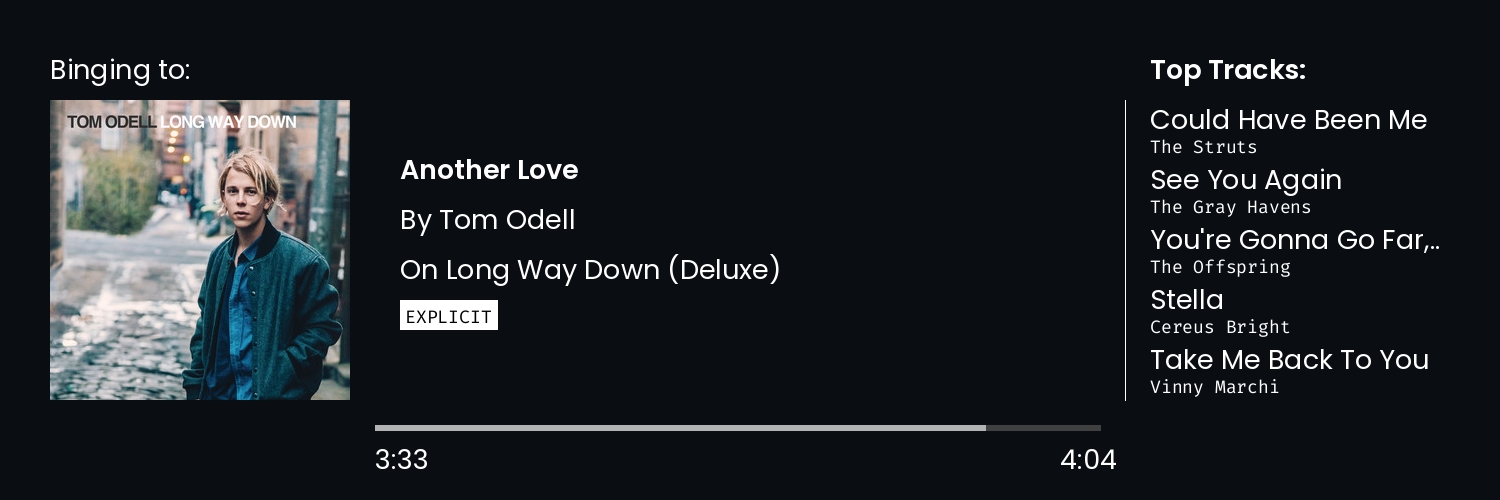 Binging to:
TOM ODELL LONG WAY DOWN
Another Love
By Tom Odell
On Long Way Down (Deluxe)
EXPLICIT
3:33
4:04
Top Tracks:
Could Have Been Me
The Struts
See You Again
The Gray Havens
You're Gonna Go Far,..
The Offspring
Stella
Cereus Bright
Take Me Back To You
Vinny Marchi